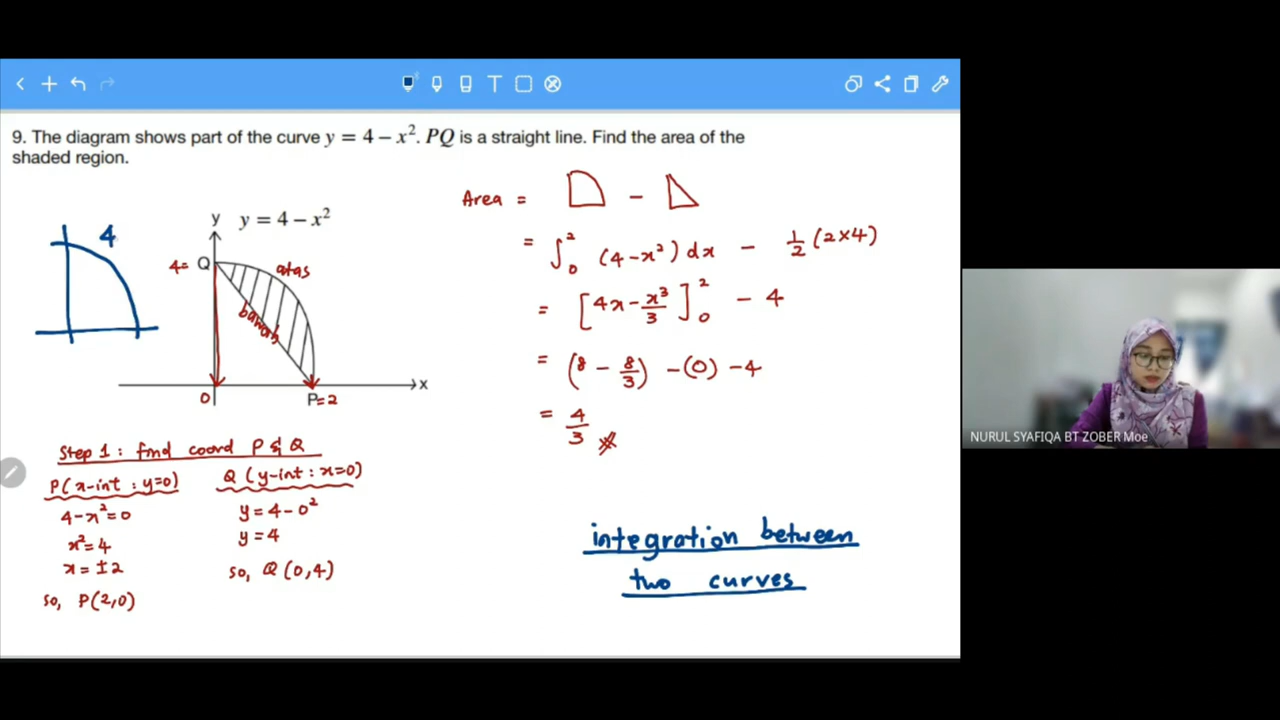 9. The diagram shows part of the curve y = 4 − x². PQ is a straight line. Find the area of the
shaded region.
4
y
y = 4 − x²
4= Q
atas
bawah
0
P=2
x
Step 1 : find coord P & Q
P(x-int : y=0)
4−x²=0
x²=4
x = ±2
so, P(2,0)
Q (y-int : x=0)
y = 4 − 0²
y = 4
so, Q (0,4)
Area = −
= ∫₀² (4−x²) dx − ½ (2×4)
= [4x − x³/3]₀² − 4
= (8 − 8/3) − (0) − 4
= 4/3
integration between
two curves
NURUL SYAFIQA BT ZOBER Moe
T